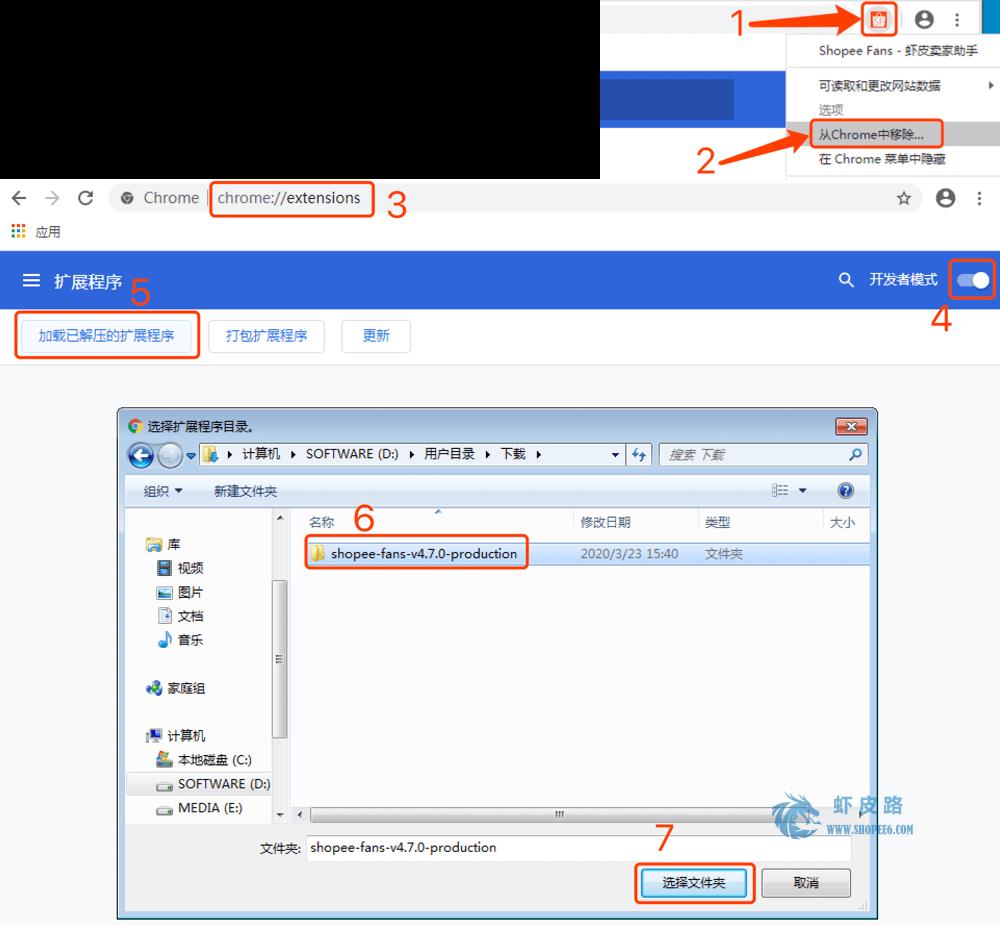 1
Shopee Fans - 虾皮卖家助手
可读取和更改网站数据
选项
从Chrome中移除...
2
在 Chrome 菜单中隐藏
Chrome | chrome://extensions
3
应用
扩展程序
5
开发者模式
4
加载已解压的扩展程序
打包扩展程序
更新
选择扩展程序目录。
计算机 SOFTWARE (D:) 用户目录 下载
搜索 下载
组织
新建文件夹
名称
6
修改日期
类型
大小
shopee-fans-v4.7.0-production
2020/3/23 15:40
文件夹
库
视频
图片
文档
音乐
家庭组
计算机
本地磁盘 (C:)
SOFTWARE (D:)
MEDIA (E:)
虾皮路
WWW.SHOPEE6.COM
7
文件夹:
shopee-fans-v4.7.0-production
选择文件夹
取消